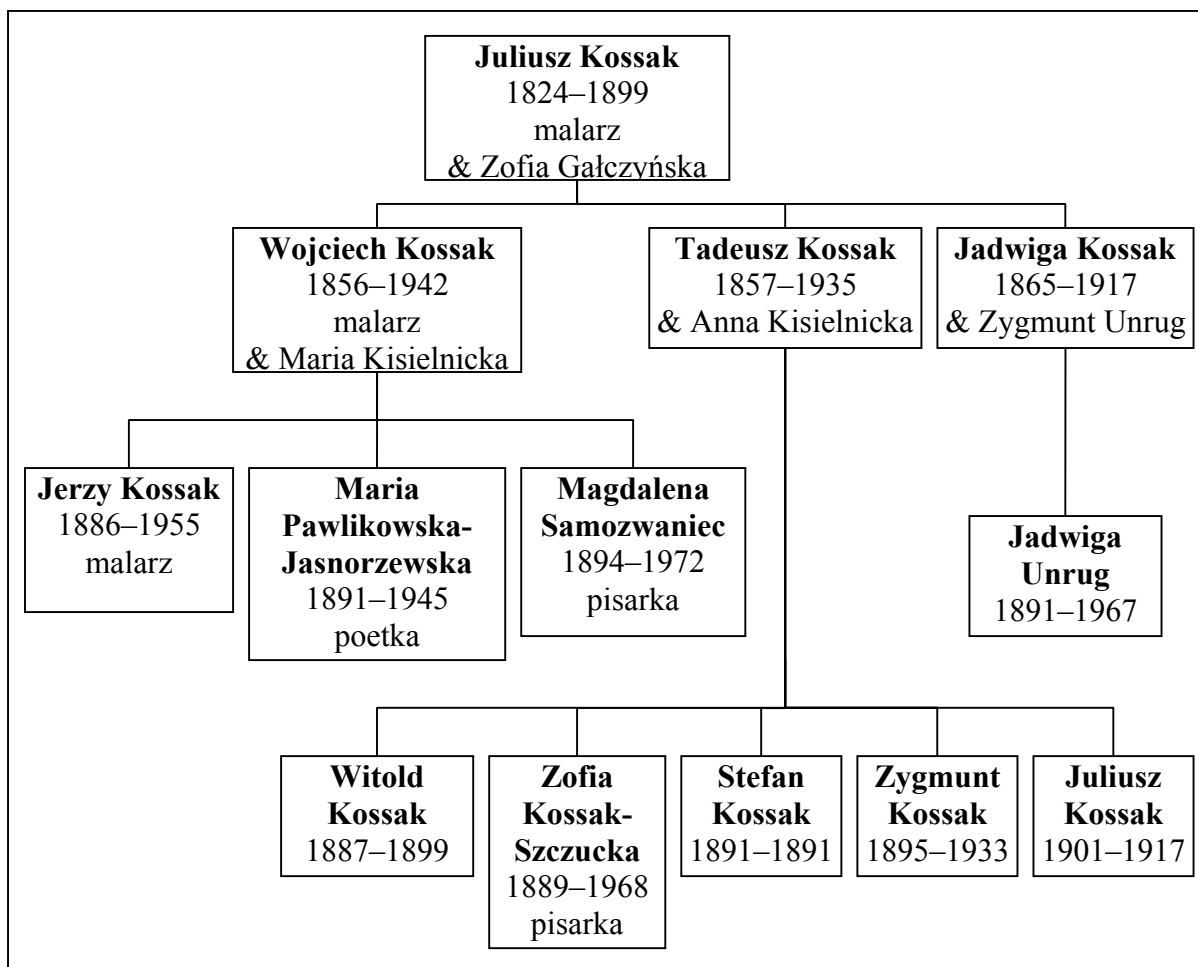 Juliusz Kossak
1824–1899
malarz
& Zofia Gałczyńska
Wojciech Kossak
1856–1942
malarz
& Maria Kisielnicka
Tadeusz Kossak
1857–1935
& Anna Kisielnicka
Jadwiga Kossak
1865–1917
& Zygmunt Unrug
Jerzy Kossak
1886–1955
malarz
Maria
Pawlikowska-
Jasnorzewska
1891–1945
poetka
Magdalena
Samozwaniec
1894–1972
pisarka
Jadwiga
Unrug
1891–1967
Witold
Kossak
1887–1899
Zofia
Kossak-
Szczucka
1889–1968
pisarka
Stefan
Kossak
1891–1891
Zygmunt
Kossak
1895–1933
Juliusz
Kossak
1901–1917